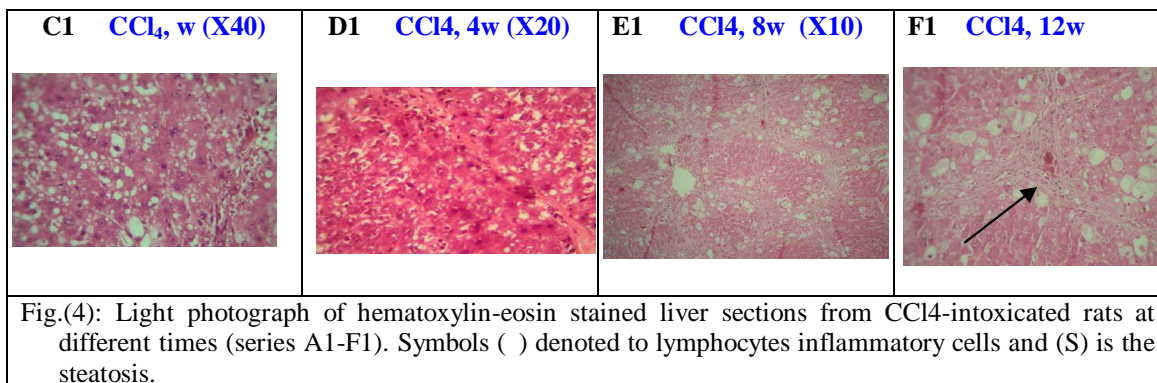 C1 CCl₄, w (X40) D1 CCl4, 4w (X20) E1 CCl4, 8w (X10) F1 CCl4, 12w
Fig.(4): Light photograph of hematoxylin-eosin stained liver sections from CCl4-intoxicated rats at
different times (series A1-F1). Symbols ( ) denoted to lymphocytes inflammatory cells and (S) is the
steatosis.